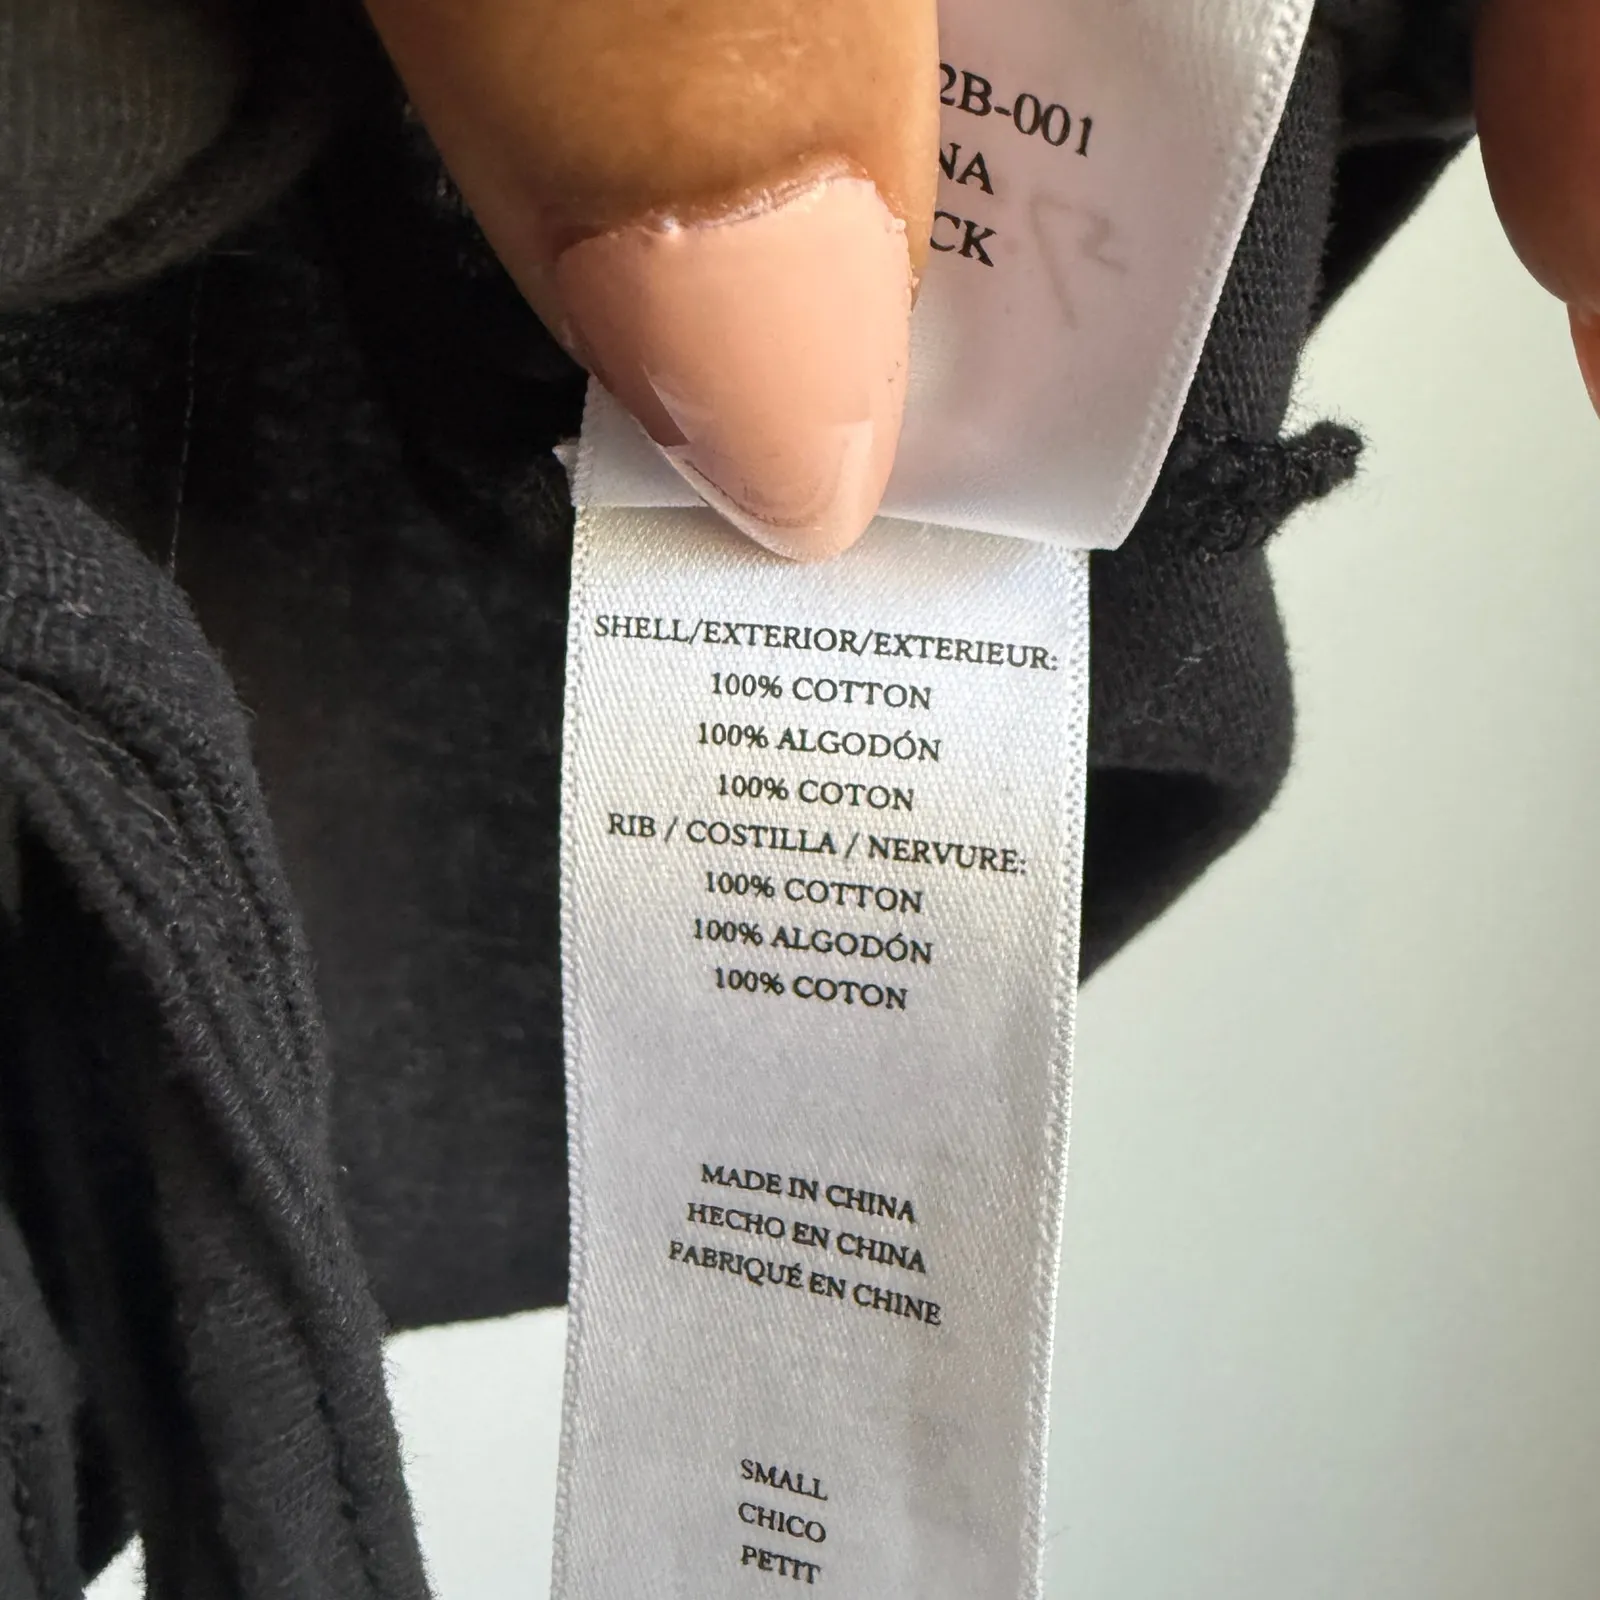 2B-001
NA
CK
SHELL/EXTERIOR/EXTERIEUR:
100% COTTON
100% ALGODÓN
100% COTON
RIB / COSTILLA / NERVURE:
100% COTTON
100% ALGODÓN
100% COTON
MADE IN CHINA
HECHO EN CHINA
FABRIQUÉ EN CHINE
SMALL
CHICO
PETIT